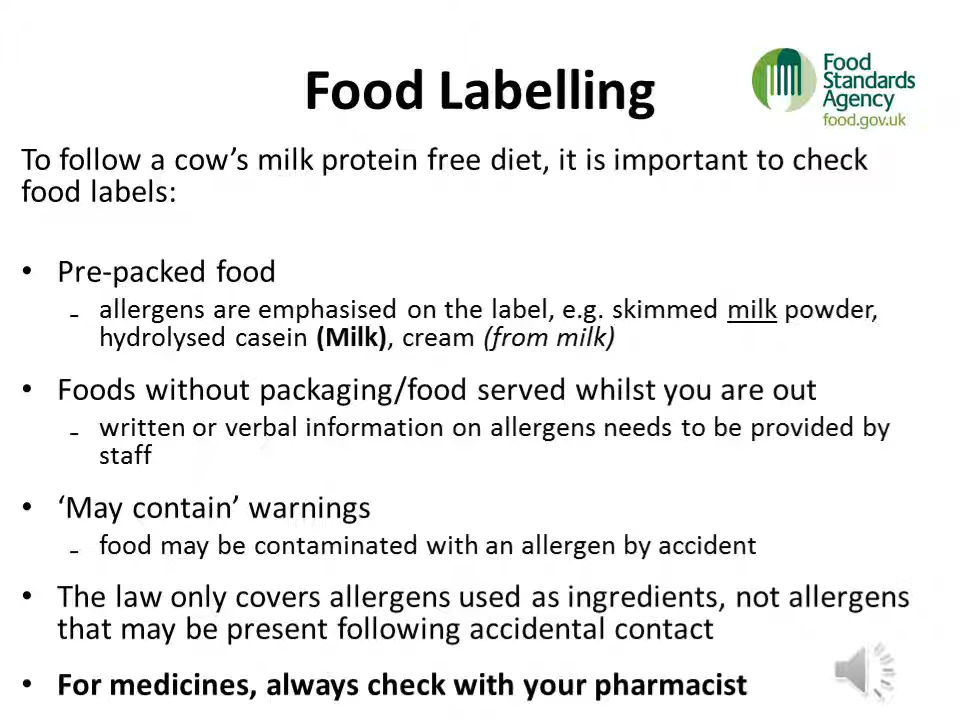 Food Labelling
Food
Standards
Agency
food.gov.uk
To follow a cow’s milk protein free diet, it is important to check
food labels:
• Pre-packed food
- allergens are emphasised on the label, e.g. skimmed milk powder,
hydrolysed casein (Milk), cream (from milk)
• Foods without packaging/food served whilst you are out
- written or verbal information on allergens needs to be provided by
staff
• ‘May contain’ warnings
- food may be contaminated with an allergen by accident
• The law only covers allergens used as ingredients, not allergens
that may be present following accidental contact
• For medicines, always check with your pharmacist